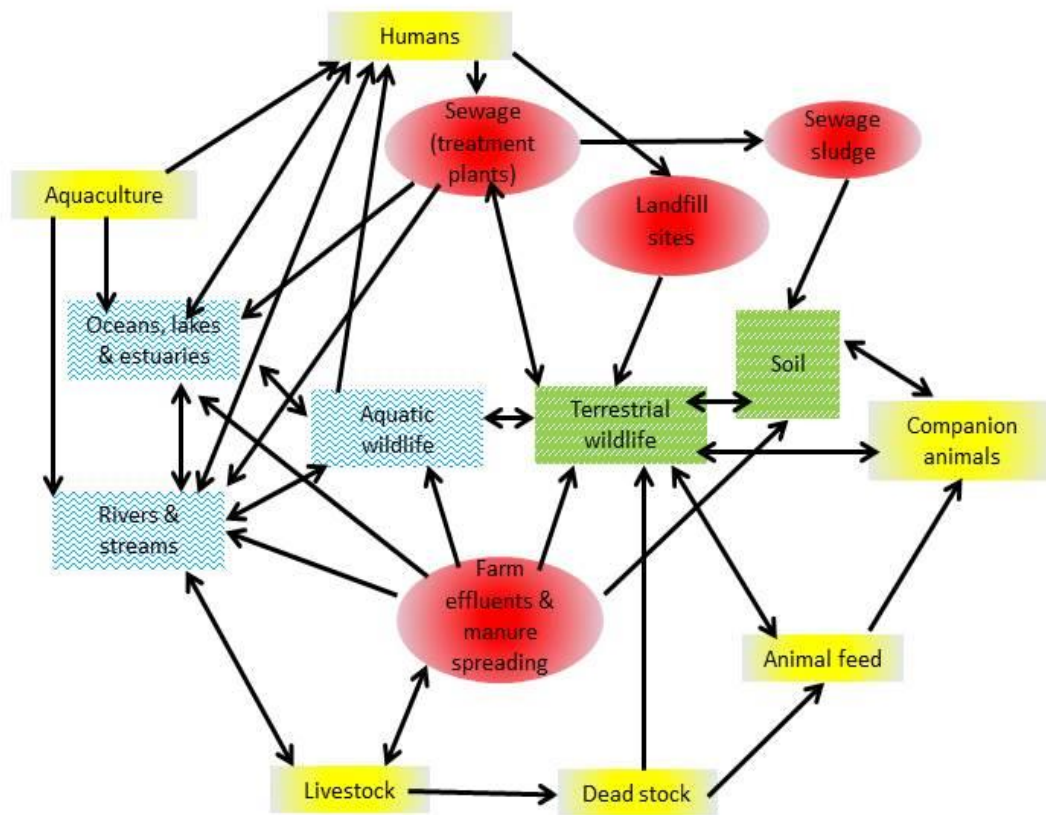 Humans
Sewage
(treatment
plants)
Sewage
sludge
Aquaculture
Landfill
sites
Oceans, lakes
& estuaries
Soil
Aquatic
wildlife
Terrestrial
wildlife
Companion
animals
Rivers &
streams
Farm
effluents &
manure
spreading
Animal feed
Livestock
Dead stock